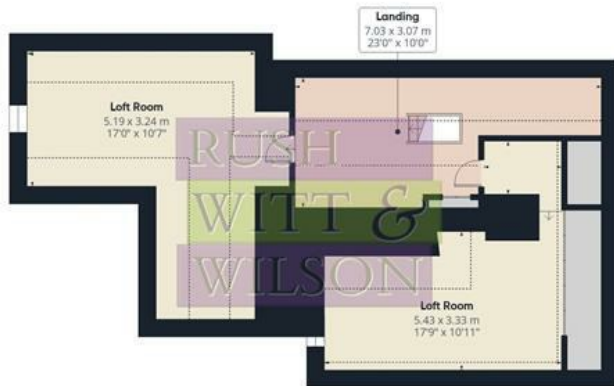 Landing
7.03 x 3.07 m
23'0" x 10'0"
Loft Room
5.19 x 3.24 m
17'0" x 10'7"
RUSH
WITT &
WILSON
Loft Room
5.43 x 3.33 m
17'9" x 10'11"